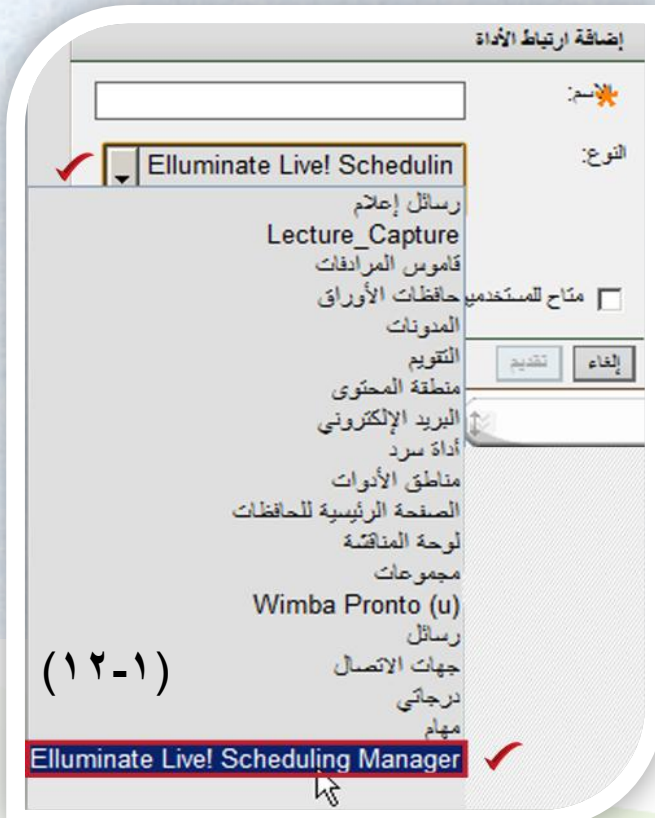 إضافة ارتباط الأداة
الاسم:
النوع:
Elluminate Live! Schedulin
رسائل إعلام
Lecture_Capture
قاموس المرادفات
حافظات الأوراق
متاح للمستخدمين
المدونات
التقويم
إلغاء
تقديم
منطقة المحتوى
البريد الإلكتروني
أداة سرد
مناطق الأدوات
الصفحة الرئيسية للحافظات
لوحة المناقشة
مجموعات
Wimba Pronto (u)
رسائل
جهات الاتصال
(١-١٢)
درجاتي
مهام
Elluminate Live! Scheduling Manager